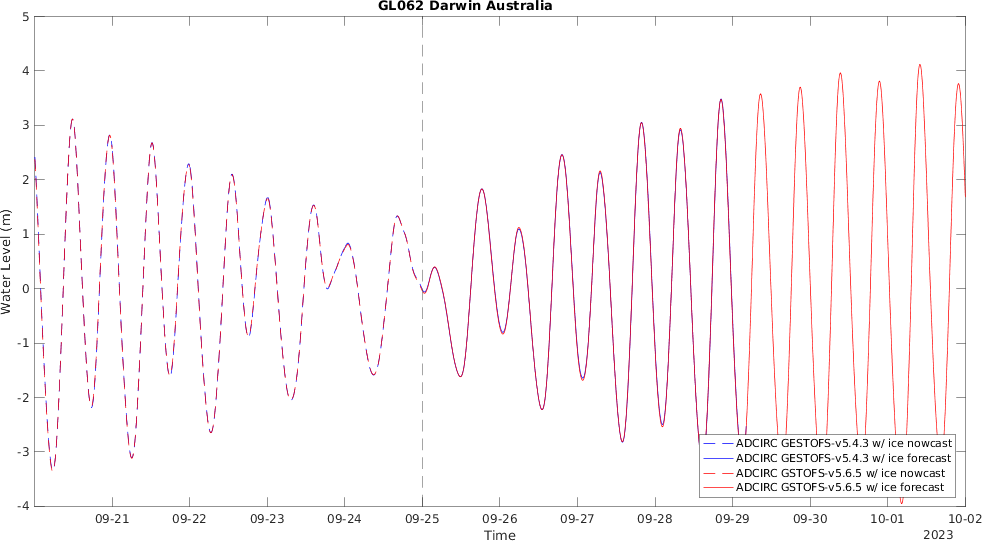 GL062 Darwin Australia
5
4
3
2
1
0
-1
-2
-3
-4
Water Level (m)
ADCIRC GESTOFS-v5.4.3 w/ ice nowcast
ADCIRC GESTOFS-v5.4.3 w/ ice forecast
ADCIRC GSTOFS-v5.6.5 w/ ice nowcast
ADCIRC GSTOFS-v5.6.5 w/ ice forecast
09-21 09-22 09-23 09-24 09-25 09-26 09-27 09-28 09-29 09-30 10-01 10-02
Time
2023